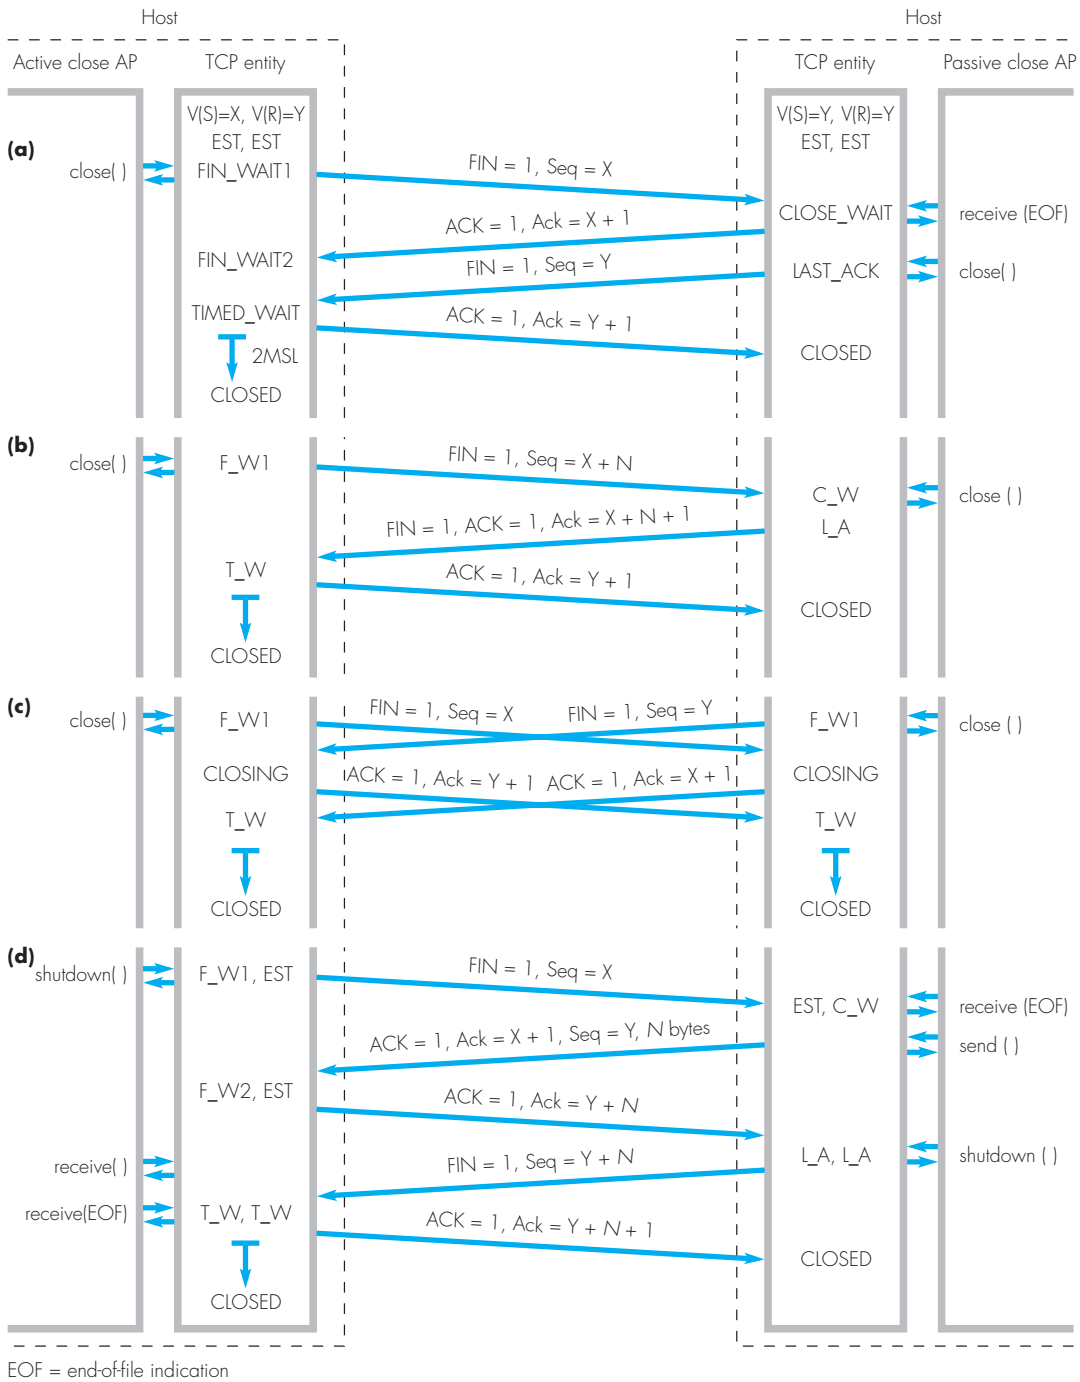 Host
Host
Active close AP
TCP entity
TCP entity
Passive close AP
V(S)=X, V(R)=Y
EST, EST
V(S)=Y, V(R)=Y
EST, EST
(a)
close( )
FIN_WAIT1
FIN = 1, Seq = X
CLOSE_WAIT
receive (EOF)
ACK = 1, Ack = X + 1
FIN_WAIT2
FIN = 1, Seq = Y
LAST_ACK
close( )
TIMED_WAIT
ACK = 1, Ack = Y + 1
2MSL
CLOSED
CLOSED
(b)
close( )
F_W1
FIN = 1, Seq = X + N
C_W
close ( )
FIN = 1, ACK = 1, Ack = X + N + 1
L_A
T_W
ACK = 1, Ack = Y + 1
CLOSED
CLOSED
(c)
close( )
F_W1
FIN = 1, Seq = X
FIN = 1, Seq = Y
F_W1
close ( )
CLOSING
ACK = 1, Ack = Y + 1
ACK = 1, Ack = X + 1
CLOSING
T_W
T_W
CLOSED
CLOSED
(d)
shutdown( )
F_W1, EST
FIN = 1, Seq = X
EST, C_W
receive (EOF)
ACK = 1, Ack = X + 1, Seq = Y, N bytes
send ( )
F_W2, EST
ACK = 1, Ack = Y + N
receive( )
FIN = 1, Seq = Y + N
L_A, L_A
shutdown ( )
receive(EOF)
T_W, T_W
ACK = 1, Ack = Y + N + 1
CLOSED
CLOSED
EOF = end-of-file indication